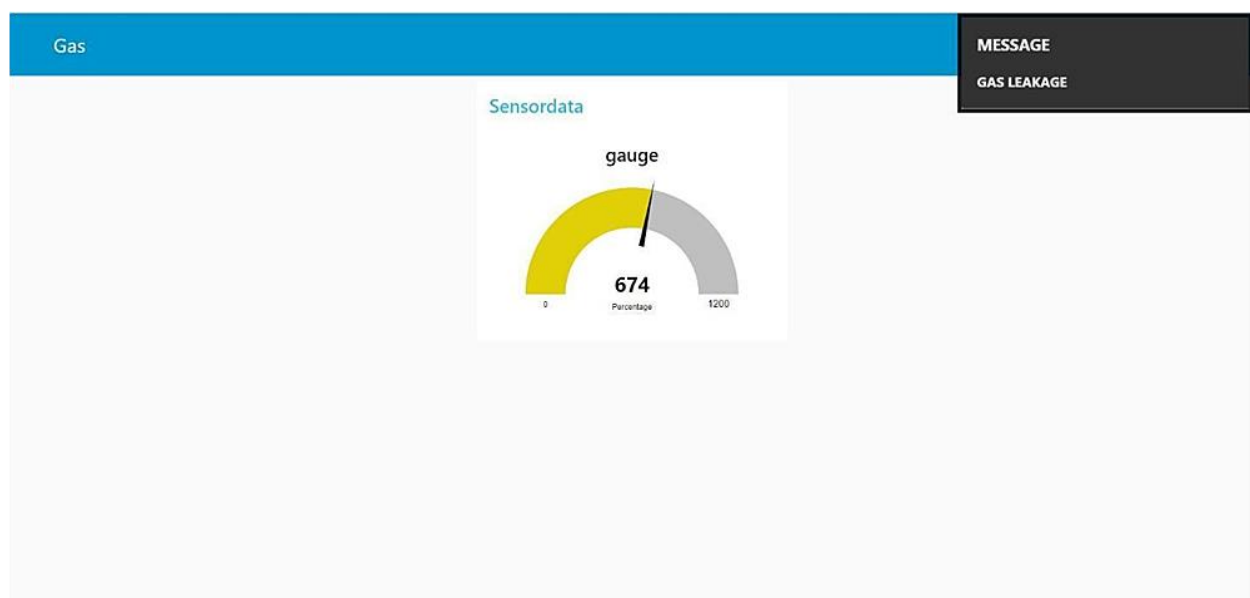 Gas
MESSAGE
GAS LEAKAGE
Sensordata
gauge
674
Percentage
0
1200